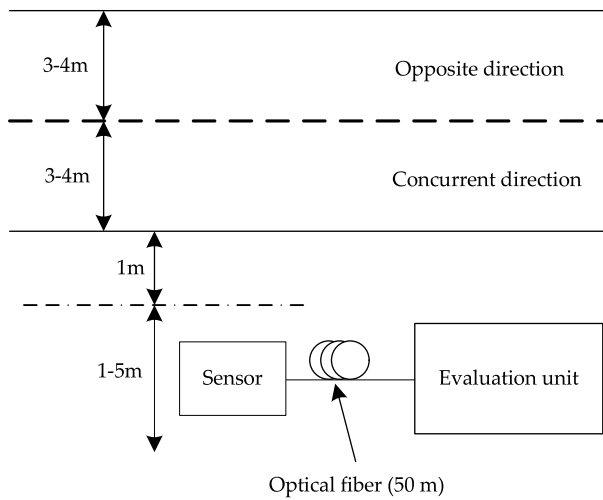 3-4m
Opposite direction
3-4m
Concurrent direction
1m
1-5m
Sensor
Evaluation unit
Optical fiber (50 m)